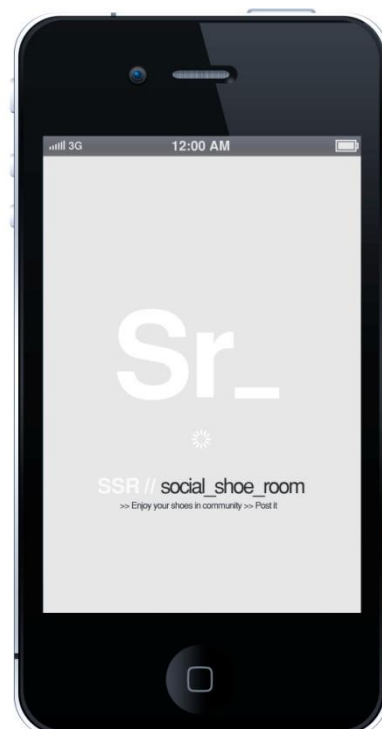 3G 12:00 AM
Sr_
SSR // social_shoe_room
>> Enjoy your shoes in community >> Post it